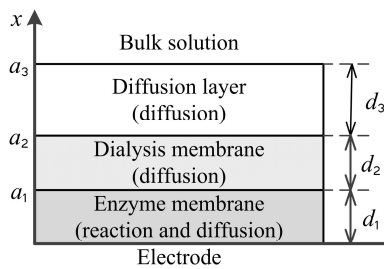 x
Bulk solution
a₃
Diffusion layer
(diffusion)
d₃
a₂
Dialysis membrane
(diffusion)
d₂
a₁
Enzyme membrane
(reaction and diffusion)
d₁
Electrode